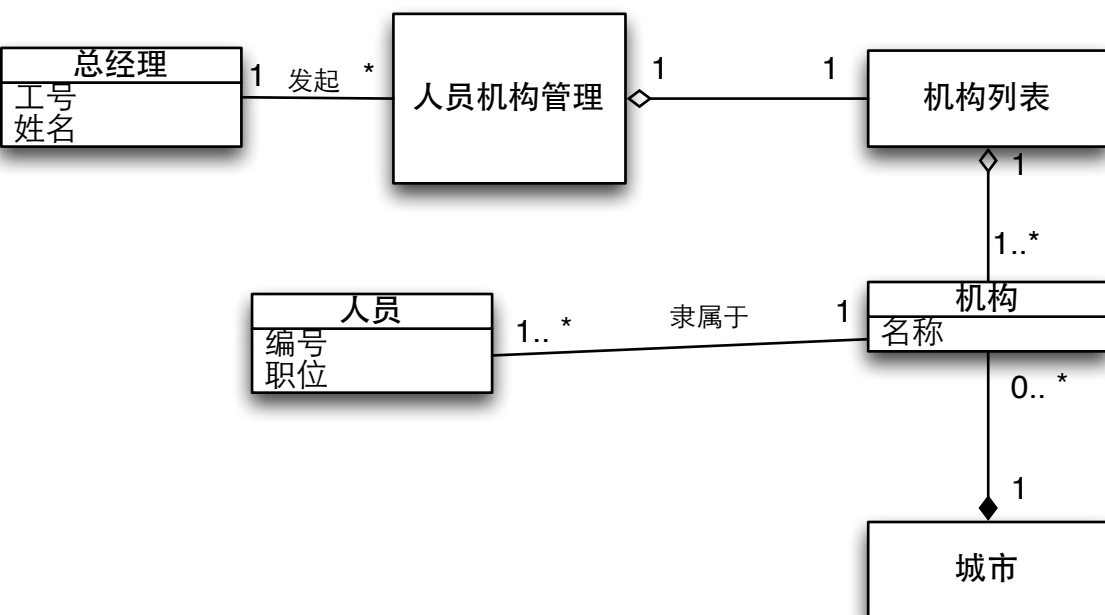 总经理
工号
姓名
1 发起 *
人员机构管理
1 1
机构列表
1
1..*
人员
编号
职位
1.. * 隶属于 1
机构
名称
0.. *
1
城市